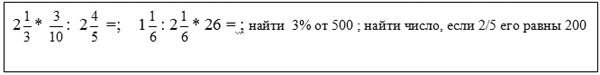 2 1/3 * 3/10 : 2 4/5 =; 1 1/6 : 2 1/6 * 26 = ; найти 3% от 500 ; найти число, если 2/5 его равны 200